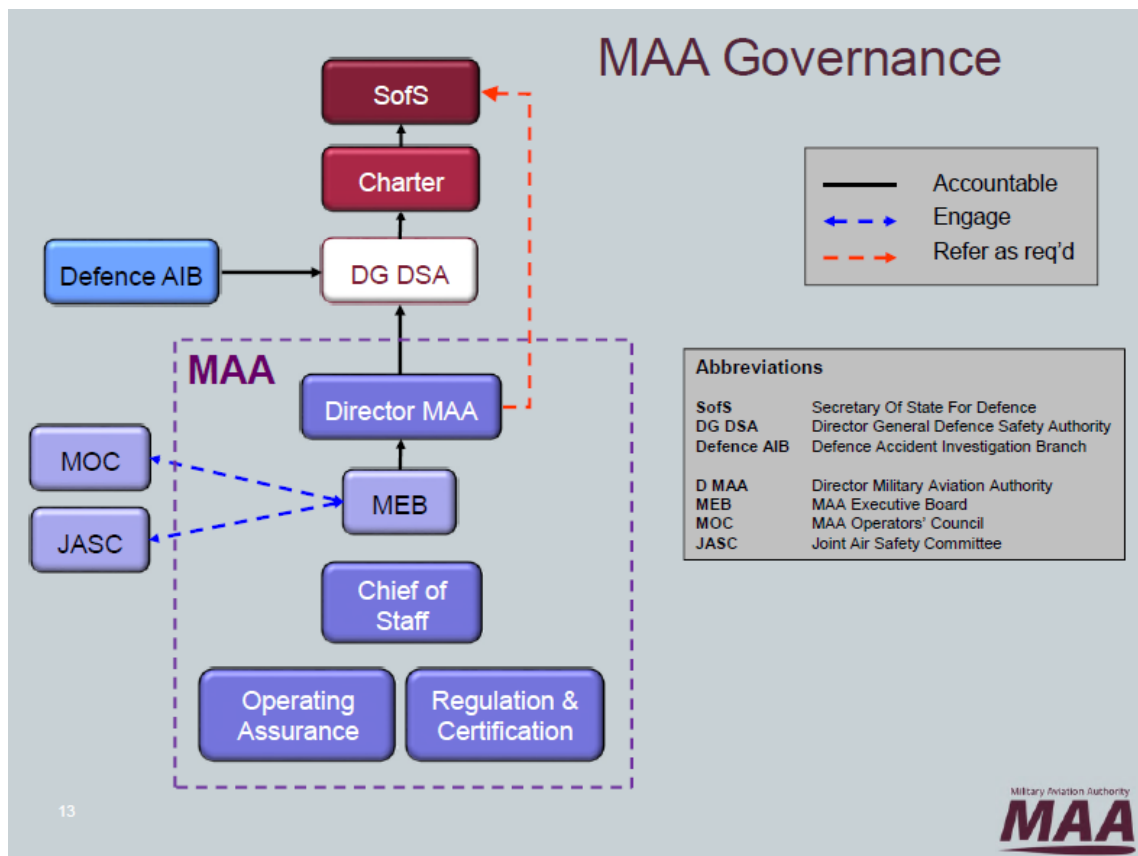 MAA Governance
SofS
Charter
Defence AIB
DG DSA
MAA
Director MAA
MOC
MEB
JASC
Chief of
Staff
Operating
Assurance
Regulation &
Certification
Accountable
Engage
Refer as req'd
Abbreviations
SofS Secretary Of State For Defence
DG DSA Director General Defence Safety Authority
Defence AIB Defence Accident Investigation Branch
D MAA Director Military Aviation Authority
MEB MAA Executive Board
MOC MAA Operators' Council
JASC Joint Air Safety Committee
13
Military Aviation Authority
MAA